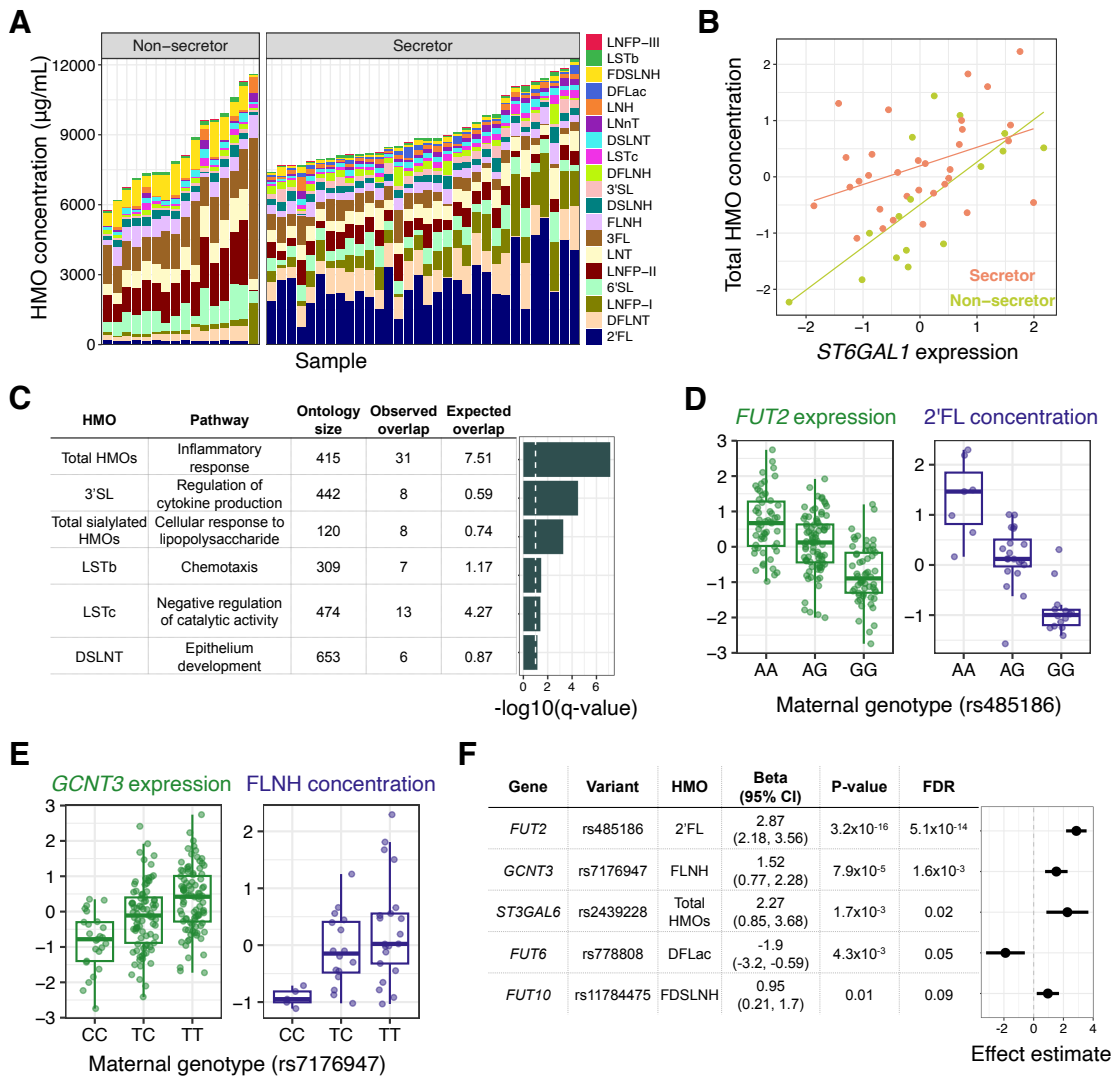 A
Non−secretor
Secretor
HMO concentration (μg/mL)
12000
9000
6000
3000
0
Sample
LNFP−III
LSTb
FDSLNH
DFLac
LNH
LNnT
DSLNT
LSTc
DFLNH
3'SL
DSLNH
FLNH
3FL
LNT
LNFP−II
6'SL
LNFP−I
DFLNT
2'FL
B
Total HMO concentration
2
1
0
−1
−2
Secretor
Non−secretor
−2 −1 0 1 2
ST6GAL1 expression
C
HMO Pathway Ontology size Observed overlap Expected overlap
Total HMOs Inflammatory response 415 31 7.51
3'SL Regulation of cytokine production 442 8 0.59
Total sialylated HMOs Cellular response to lipopolysaccharide 120 8 0.74
LSTb Chemotaxis 309 7 1.17
LSTc Negative regulation of catalytic activity 474 13 4.27
DSLNT Epithelium development 653 6 0.87
0 2 4 6
-log10(q-value)
D
FUT2 expression
2'FL concentration
3
2
1
0
−1
−2
−3
AA AG GG
2
1
0
−1
AA AG GG
Maternal genotype (rs485186)
E
GCNT3 expression
FLNH concentration
3
2
1
0
−1
−2
−3
CC TC TT
2
1
0
−1
CC TC TT
Maternal genotype (rs7176947)
F
Gene Variant HMO Beta (95% CI) P-value FDR
FUT2 rs485186 2'FL 2.87 (2.18, 3.56) 3.2x10⁻¹⁶ 5.1x10⁻¹⁴
GCNT3 rs7176947 FLNH 1.52 (0.77, 2.28) 7.9x10⁻⁵ 1.6x10⁻³
ST3GAL6 rs2439228 Total HMOs 2.27 (0.85, 3.68) 1.7x10⁻³ 0.02
FUT6 rs778808 DFLac -1.9 (-3.2, -0.59) 4.3x10⁻³ 0.05
FUT10 rs11784475 FDSLNH 0.95 (0.21, 1.7) 0.01 0.09
-2 0 2 4
Effect estimate